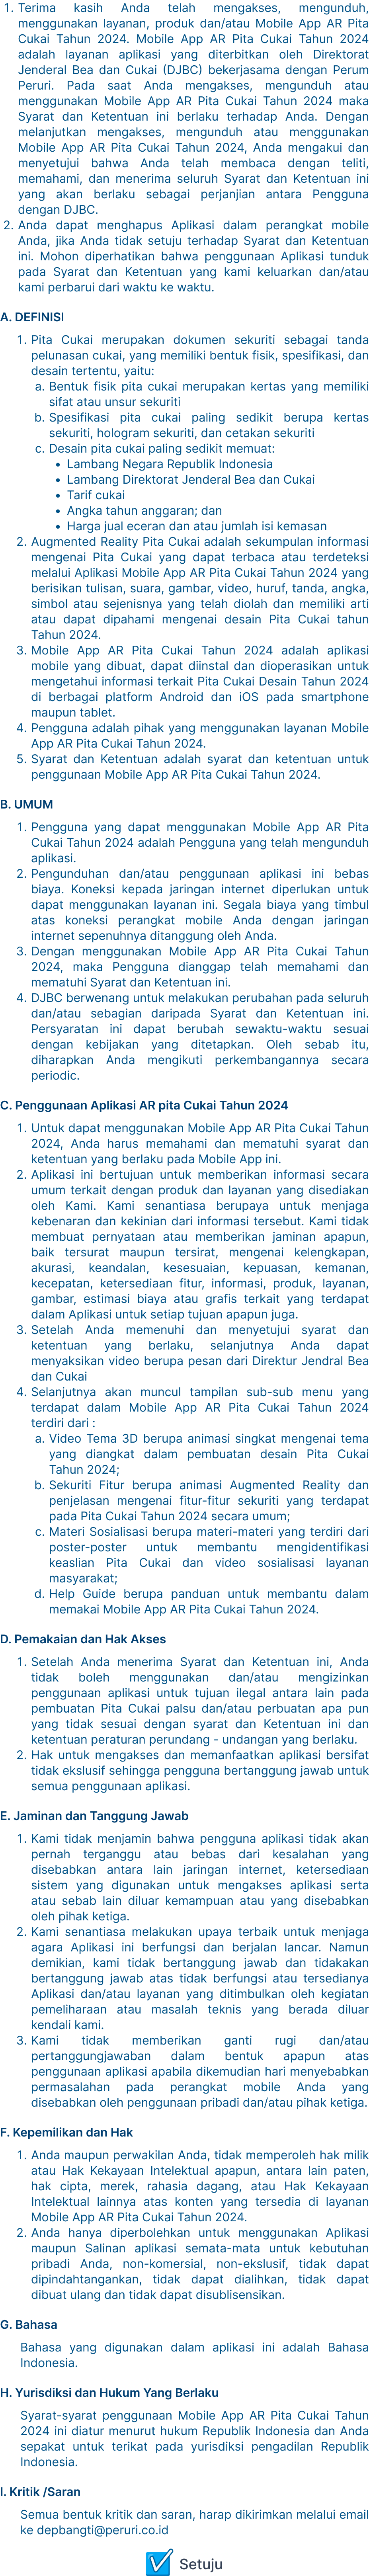 1. Terima kasih Anda telah mengakses, mengunduh,
menggunakan layanan, produk dan/atau Mobile App AR Pita
Cukai Tahun 2024. Mobile App AR Pita Cukai Tahun 2024
adalah layanan aplikasi yang diterbitkan oleh Direktorat
Jenderal Bea dan Cukai (DJBC) bekerjasama dengan Perum
Peruri. Pada saat Anda mengakses, mengunduh atau
menggunakan Mobile App AR Pita Cukai Tahun 2024 maka
Syarat dan Ketentuan ini berlaku terhadap Anda. Dengan
melanjutkan mengakses, mengunduh atau menggunakan
Mobile App AR Pita Cukai Tahun 2024, Anda mengakui dan
menyetujui bahwa Anda telah membaca dengan teliti,
memahami, dan menerima seluruh Syarat dan Ketentuan ini
yang akan berlaku sebagai perjanjian antara Pengguna
dengan DJBC.
2. Anda dapat menghapus Aplikasi dalam perangkat mobile
Anda, jika Anda tidak setuju terhadap Syarat dan Ketentuan
ini. Mohon diperhatikan bahwa penggunaan Aplikasi tunduk
pada Syarat dan Ketentuan yang kami keluarkan dan/atau
kami perbarui dari waktu ke waktu.
A. DEFINISI
1. Pita Cukai merupakan dokumen sekuriti sebagai tanda
pelunasan cukai, yang memiliki bentuk fisik, spesifikasi, dan
desain tertentu, yaitu:
a. Bentuk fisik pita cukai merupakan kertas yang memiliki
sifat atau unsur sekuriti
b. Spesifikasi pita cukai paling sedikit berupa kertas
sekuriti, hologram sekuriti, dan cetakan sekuriti
c. Desain pita cukai paling sedikit memuat:
• Lambang Negara Republik Indonesia
• Lambang Direktorat Jenderal Bea dan Cukai
• Tarif cukai
• Angka tahun anggaran; dan
• Harga jual eceran dan atau jumlah isi kemasan
2. Augmented Reality Pita Cukai adalah sekumpulan informasi
mengenai Pita Cukai yang dapat terbaca atau terdeteksi
melalui Aplikasi Mobile App AR Pita Cukai Tahun 2024 yang
berisikan tulisan, suara, gambar, video, huruf, tanda, angka,
simbol atau sejenisnya yang telah diolah dan memiliki arti
atau dapat dipahami mengenai desain Pita Cukai tahun
Tahun 2024.
3. Mobile App AR Pita Cukai Tahun 2024 adalah aplikasi
mobile yang dibuat, dapat diinstal dan dioperasikan untuk
mengetahui informasi terkait Pita Cukai Desain Tahun 2024
di berbagai platform Android dan iOS pada smartphone
maupun tablet.
4. Pengguna adalah pihak yang menggunakan layanan Mobile
App AR Pita Cukai Tahun 2024.
5. Syarat dan Ketentuan adalah syarat dan ketentuan untuk
penggunaan Mobile App AR Pita Cukai Tahun 2024.
B. UMUM
1. Pengguna yang dapat menggunakan Mobile App AR Pita
Cukai Tahun 2024 adalah Pengguna yang telah mengunduh
aplikasi.
2. Pengunduhan dan/atau penggunaan aplikasi ini bebas
biaya. Koneksi kepada jaringan internet diperlukan untuk
dapat menggunakan layanan ini. Segala biaya yang timbul
atas koneksi perangkat mobile Anda dengan jaringan
internet sepenuhnya ditanggung oleh Anda.
3. Dengan menggunakan Mobile App AR Pita Cukai Tahun
2024, maka Pengguna dianggap telah memahami dan
mematuhi Syarat dan Ketentuan ini.
4. DJBC berwenang untuk melakukan perubahan pada seluruh
dan/atau sebagian daripada Syarat dan Ketentuan ini.
Persyaratan ini dapat berubah sewaktu-waktu sesuai
dengan kebijakan yang ditetapkan. Oleh sebab itu,
diharapkan Anda mengikuti perkembangannya secara
periodic.
C. Penggunaan Aplikasi AR pita Cukai Tahun 2024
1. Untuk dapat menggunakan Mobile App AR Pita Cukai Tahun
2024, Anda harus memahami dan mematuhi syarat dan
ketentuan yang berlaku pada Mobile App ini.
2. Aplikasi ini bertujuan untuk memberikan informasi secara
umum terkait dengan produk dan layanan yang disediakan
oleh Kami. Kami senantiasa berupaya untuk menjaga
kebenaran dan kekinian dari informasi tersebut. Kami tidak
membuat pernyataan atau memberikan jaminan apapun,
baik tersurat maupun tersirat, mengenai kelengkapan,
akurasi, keandalan, kesesuaian, kepuasan, kemanan,
kecepatan, ketersediaan fitur, informasi, produk, layanan,
gambar, estimasi biaya atau grafis terkait yang terdapat
dalam Aplikasi untuk setiap tujuan apapun juga.
3. Setelah Anda memenuhi dan menyetujui syarat dan
ketentuan yang berlaku, selanjutnya Anda dapat
menyaksikan video berupa pesan dari Direktur Jendral Bea
dan Cukai
4. Selanjutnya akan muncul tampilan sub-sub menu yang
terdapat dalam Mobile App AR Pita Cukai Tahun 2024
terdiri dari :
a. Video Tema 3D berupa animasi singkat mengenai tema
yang diangkat dalam pembuatan desain Pita Cukai
Tahun 2024;
b. Sekuriti Fitur berupa animasi Augmented Reality dan
penjelasan mengenai fitur-fitur sekuriti yang terdapat
pada Pita Cukai Tahun 2024 secara umum;
c. Materi Sosialisasi berupa materi-materi yang terdiri dari
poster-poster untuk membantu mengidentifikasi
keaslian Pita Cukai dan video sosialisasi layanan
masyarakat;
d. Help Guide berupa panduan untuk membantu dalam
memakai Mobile App AR Pita Cukai Tahun 2024.
D. Pemakaian dan Hak Akses
1. Setelah Anda menerima Syarat dan Ketentuan ini, Anda
tidak boleh menggunakan dan/atau mengizinkan
penggunaan aplikasi untuk tujuan ilegal antara lain pada
pembuatan Pita Cukai palsu dan/atau perbuatan apa pun
yang tidak sesuai dengan syarat dan Ketentuan ini dan
ketentuan peraturan perundang - undangan yang berlaku.
2. Hak untuk mengakses dan memanfaatkan aplikasi bersifat
tidak ekslusif sehingga pengguna bertanggung jawab untuk
semua penggunaan aplikasi.
E. Jaminan dan Tanggung Jawab
1. Kami tidak menjamin bahwa pengguna aplikasi tidak akan
pernah terganggu atau bebas dari kesalahan yang
disebabkan antara lain jaringan internet, ketersediaan
sistem yang digunakan untuk mengakses aplikasi serta
atau sebab lain diluar kemampuan atau yang disebabkan
oleh pihak ketiga.
2. Kami senantiasa melakukan upaya terbaik untuk menjaga
agara Aplikasi ini berfungsi dan berjalan lancar. Namun
demikian, kami tidak bertanggung jawab dan tidakakan
bertanggung jawab atas tidak berfungsi atau tersedianya
Aplikasi dan/atau layanan yang ditimbulkan oleh kegiatan
pemeliharaan atau masalah teknis yang berada diluar
kendali kami.
3. Kami tidak memberikan ganti rugi dan/atau
pertanggungjawaban dalam bentuk apapun atas
penggunaan aplikasi apabila dikemudian hari menyebabkan
permasalahan pada perangkat mobile Anda yang
disebabkan oleh penggunaan pribadi dan/atau pihak ketiga.
F. Kepemilikan dan Hak
1. Anda maupun perwakilan Anda, tidak memperoleh hak milik
atau Hak Kekayaan Intelektual apapun, antara lain paten,
hak cipta, merek, rahasia dagang, atau Hak Kekayaan
Intelektual lainnya atas konten yang tersedia di layanan
Mobile App AR Pita Cukai Tahun 2024.
2. Anda hanya diperbolehkan untuk menggunakan Aplikasi
maupun Salinan aplikasi semata-mata untuk kebutuhan
pribadi Anda, non-komersial, non-ekslusif, tidak dapat
dipindahtangankan, tidak dapat dialihkan, tidak dapat
dibuat ulang dan tidak dapat disublisensikan.
G. Bahasa
Bahasa yang digunakan dalam aplikasi ini adalah Bahasa
Indonesia.
H. Yurisdiksi dan Hukum Yang Berlaku
Syarat-syarat penggunaan Mobile App AR Pita Cukai Tahun
2024 ini diatur menurut hukum Republik Indonesia dan Anda
sepakat untuk terikat pada yurisdiksi pengadilan Republik
Indonesia.
I. Kritik /Saran
Semua bentuk kritik dan saran, harap dikirimkan melalui email
ke depbangti@peruri.co.id
Setuju